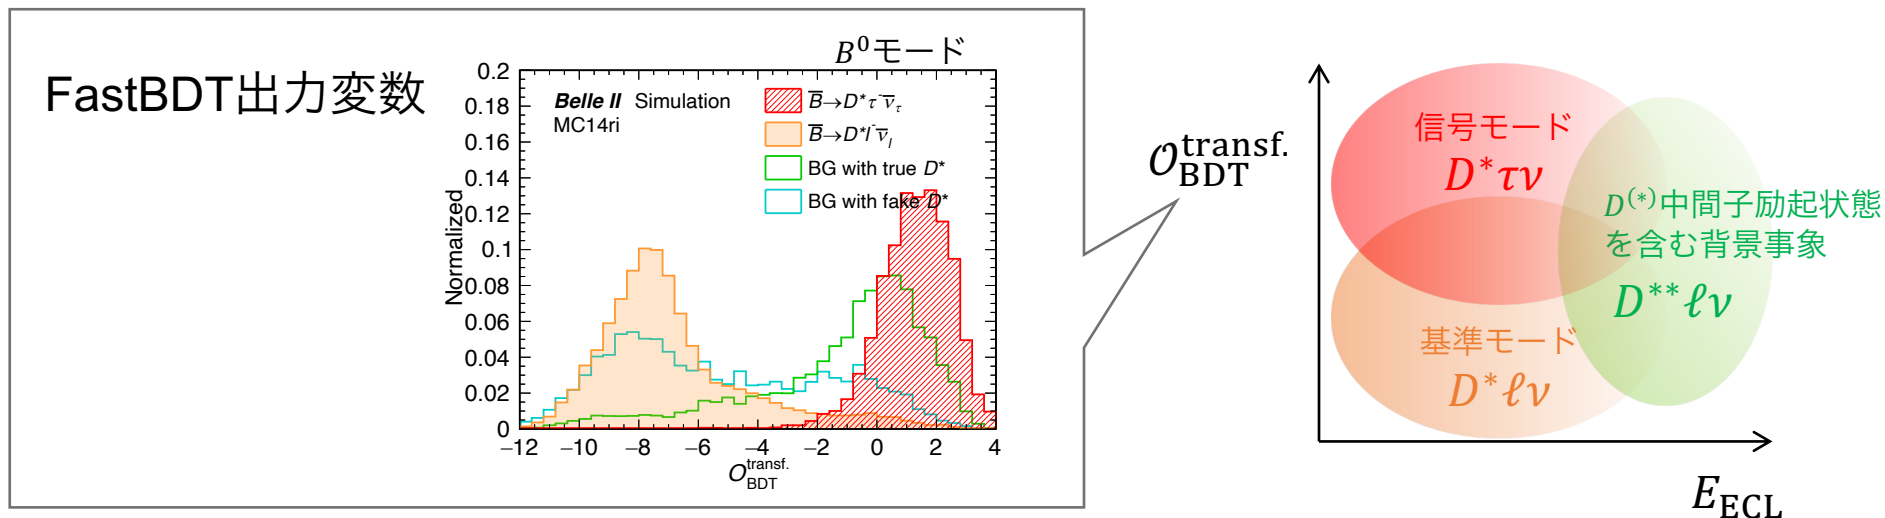 FastBDT出力変数
B⁰モード
Belle II Simulation
MC14ri
B̅→D*τ⁻ν̅_τ
B̅→D*l⁻ν̅_l
BG with true D*
BG with fake D*
Normalized
0.2
0.18
0.16
0.14
0.12
0.1
0.08
0.06
0.04
0.02
0
−12 −10 −8 −6 −4 −2 0 2 4
O_BDT^transf.
𝒪_BDT^transf.
信号モード
D*τν
D⁽*⁾中間子励起状態
を含む背景事象
D**ℓν
基準モード
D*ℓν
E_ECL